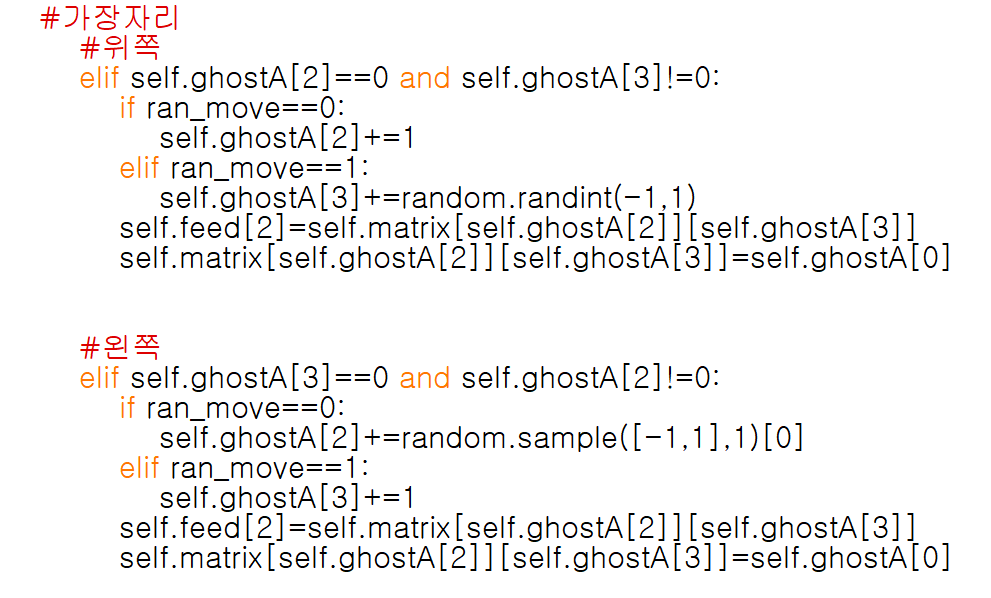 #가장자리
#위쪽
elif self.ghostA[2]==0 and self.ghostA[3]!=0:
if ran_move==0:
self.ghostA[2]+=1
elif ran_move==1:
self.ghostA[3]+=random.randint(-1,1)
self.feed[2]=self.matrix[self.ghostA[2]][self.ghostA[3]]
self.matrix[self.ghostA[2]][self.ghostA[3]]=self.ghostA[0]
#왼쪽
elif self.ghostA[3]==0 and self.ghostA[2]!=0:
if ran_move==0:
self.ghostA[2]+=random.sample([-1,1],1)[0]
elif ran_move==1:
self.ghostA[3]+=1
self.feed[2]=self.matrix[self.ghostA[2]][self.ghostA[3]]
self.matrix[self.ghostA[2]][self.ghostA[3]]=self.ghostA[0]